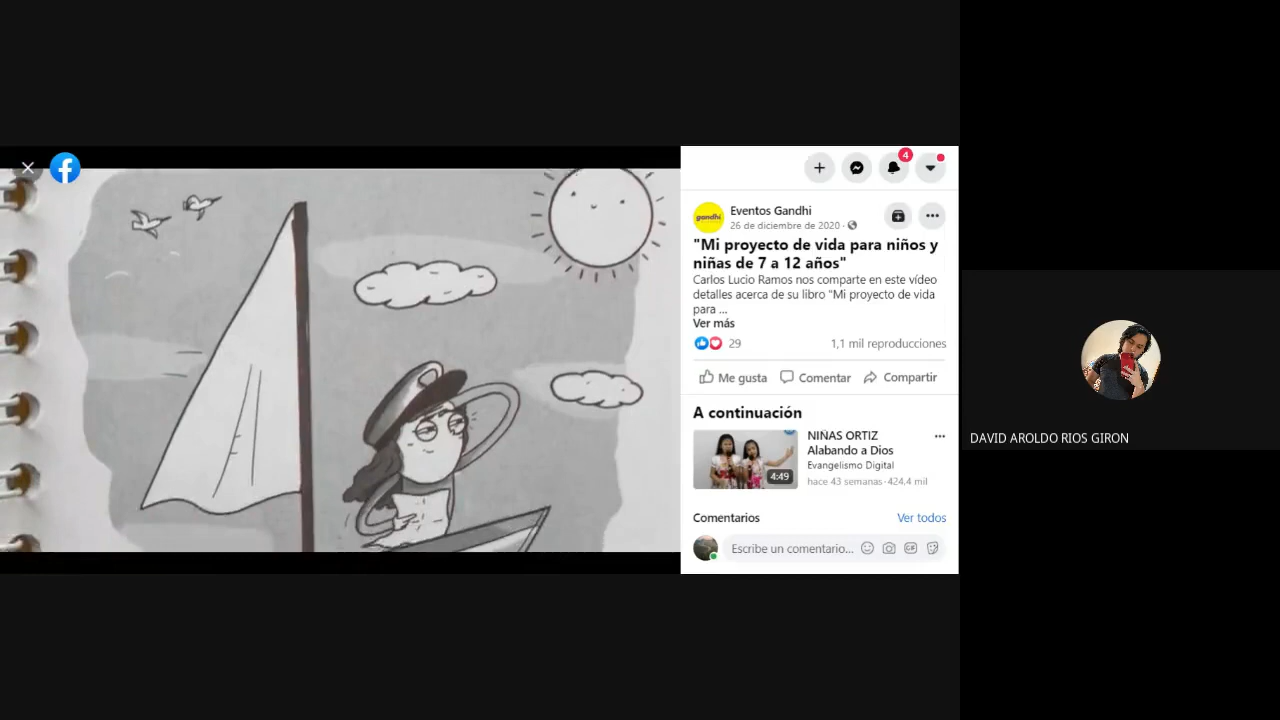 4
gandhi
Eventos Gandhi
26 de diciembre de 2020 ·
"Mi proyecto de vida para niños y
niñas de 7 a 12 años"
Carlos Lucio Ramos nos comparte en este vídeo
detalles acerca de su libro "Mi proyecto de vida
para ...
Ver más
29
1,1 mil reproducciones
Me gusta
Comentar
Compartir
A continuación
NIÑAS ORTIZ
Alabando a Dios
Evangelismo Digital
hace 43 semanas · 424,4 mil
4:49
Comentarios
Ver todos
Escribe un comentario...
GIF
DAVID AROLDO RIOS GIRON